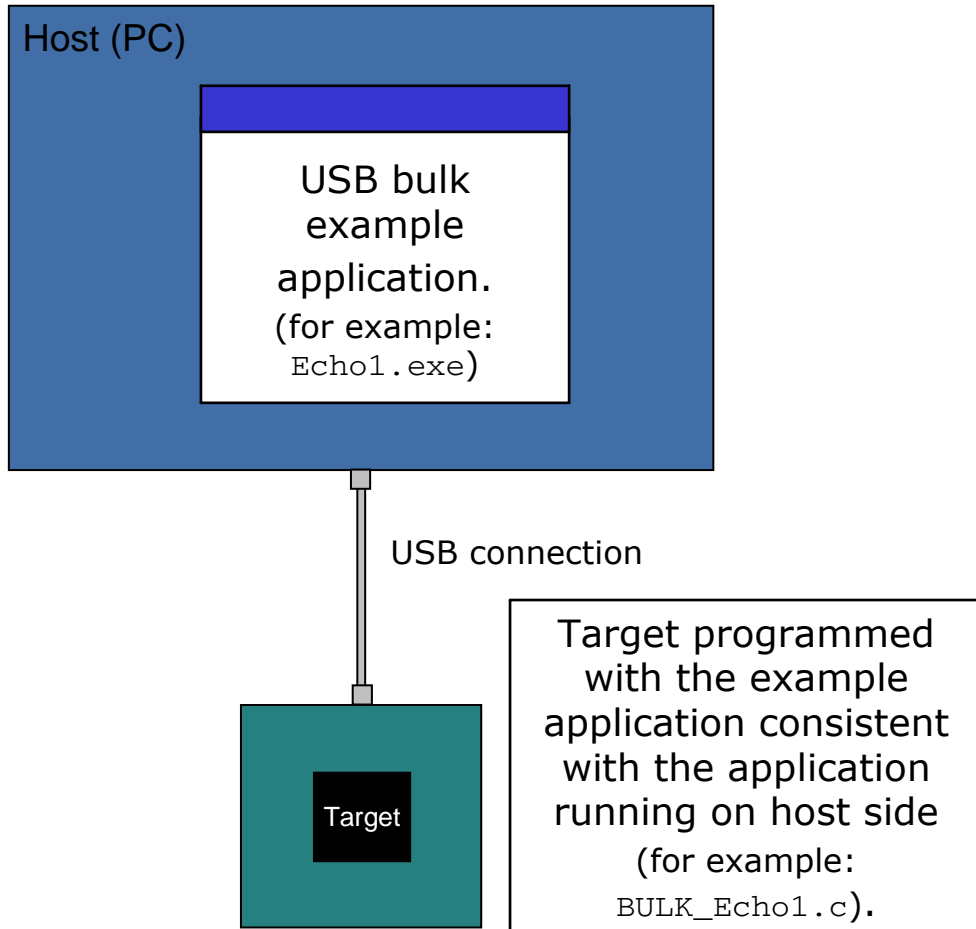 Host (PC)
USB bulk
example
application.
(for example:
Echo1.exe)
USB connection
Target programmed
with the example
application consistent
with the application
running on host side
(for example:
BULK_Echo1.c).
Target